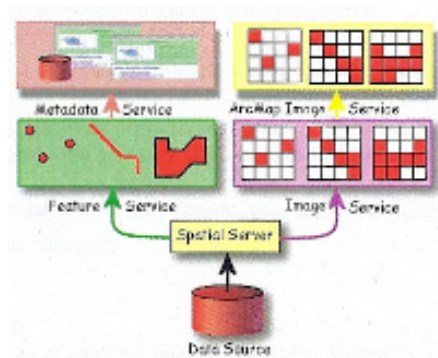 Metadata Service
ArcMap Image Service
Feature Service
Image Service
Spatial Server
Data Source